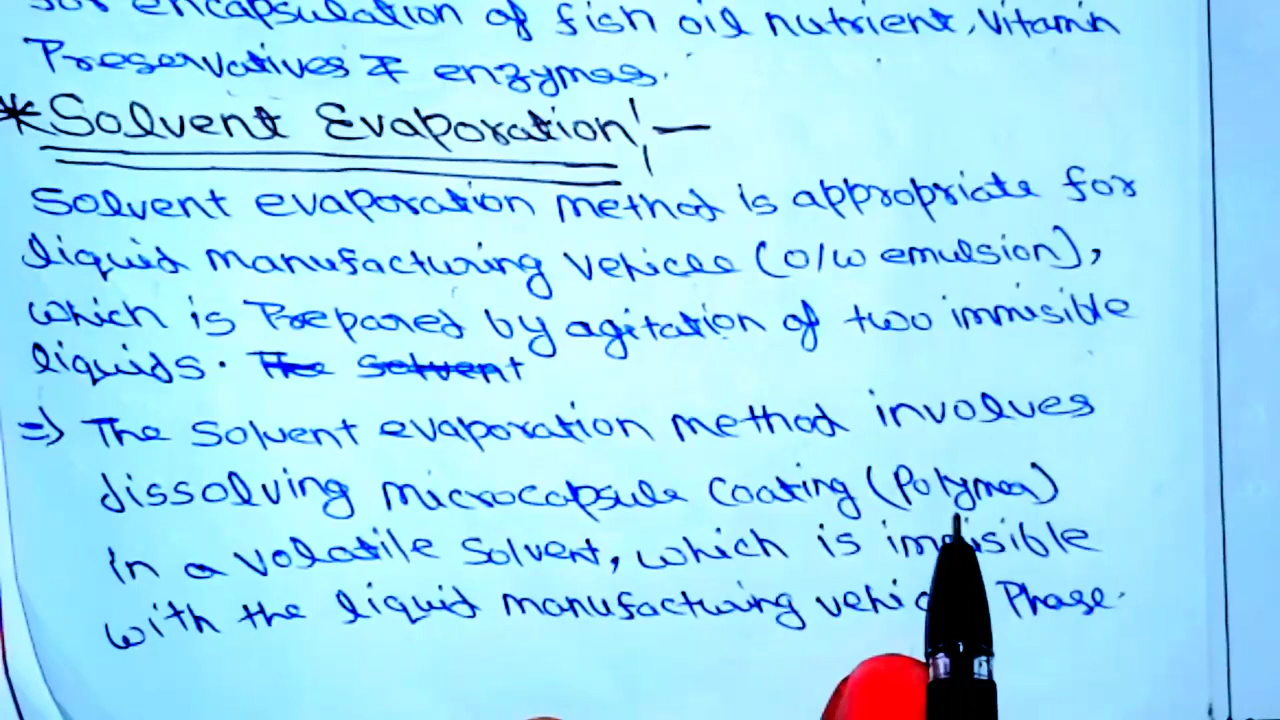 for encapsulation of fish oil nutrient, vitamin
Preservatives & enzymes.
*Solvent Evaporation:-
Solvent evaporation method is appropriate for
liquid manufacturing vehicle (O/W emulsion),
which is Prepared by agitation of two immisible
liquids. The Solvent
=> The Solvent evaporation method involves
dissolving microcapsule coating (Polymer)
in a volatile Solvent, which is immisible
with the liquid manufacturing Phase.